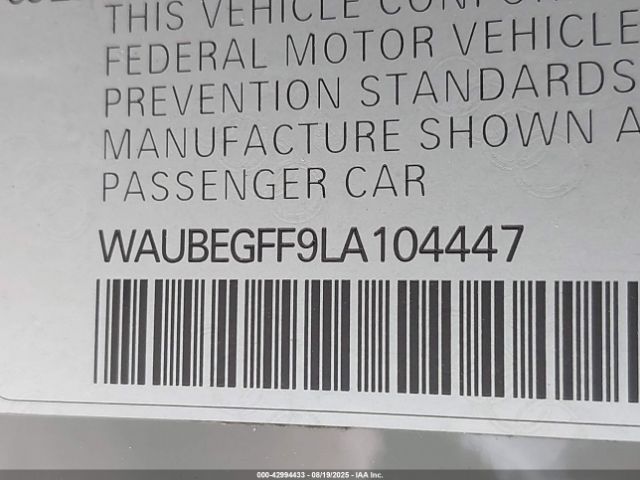 THIS VEHICLE
FEDERAL MOTOR VEHICLE
PREVENTION STANDARDS
MANUFACTURE SHOWN
PASSENGER CAR
WAUBEGFF9LA104447
000-42994433 - 08/19/2025 - IAA Inc.